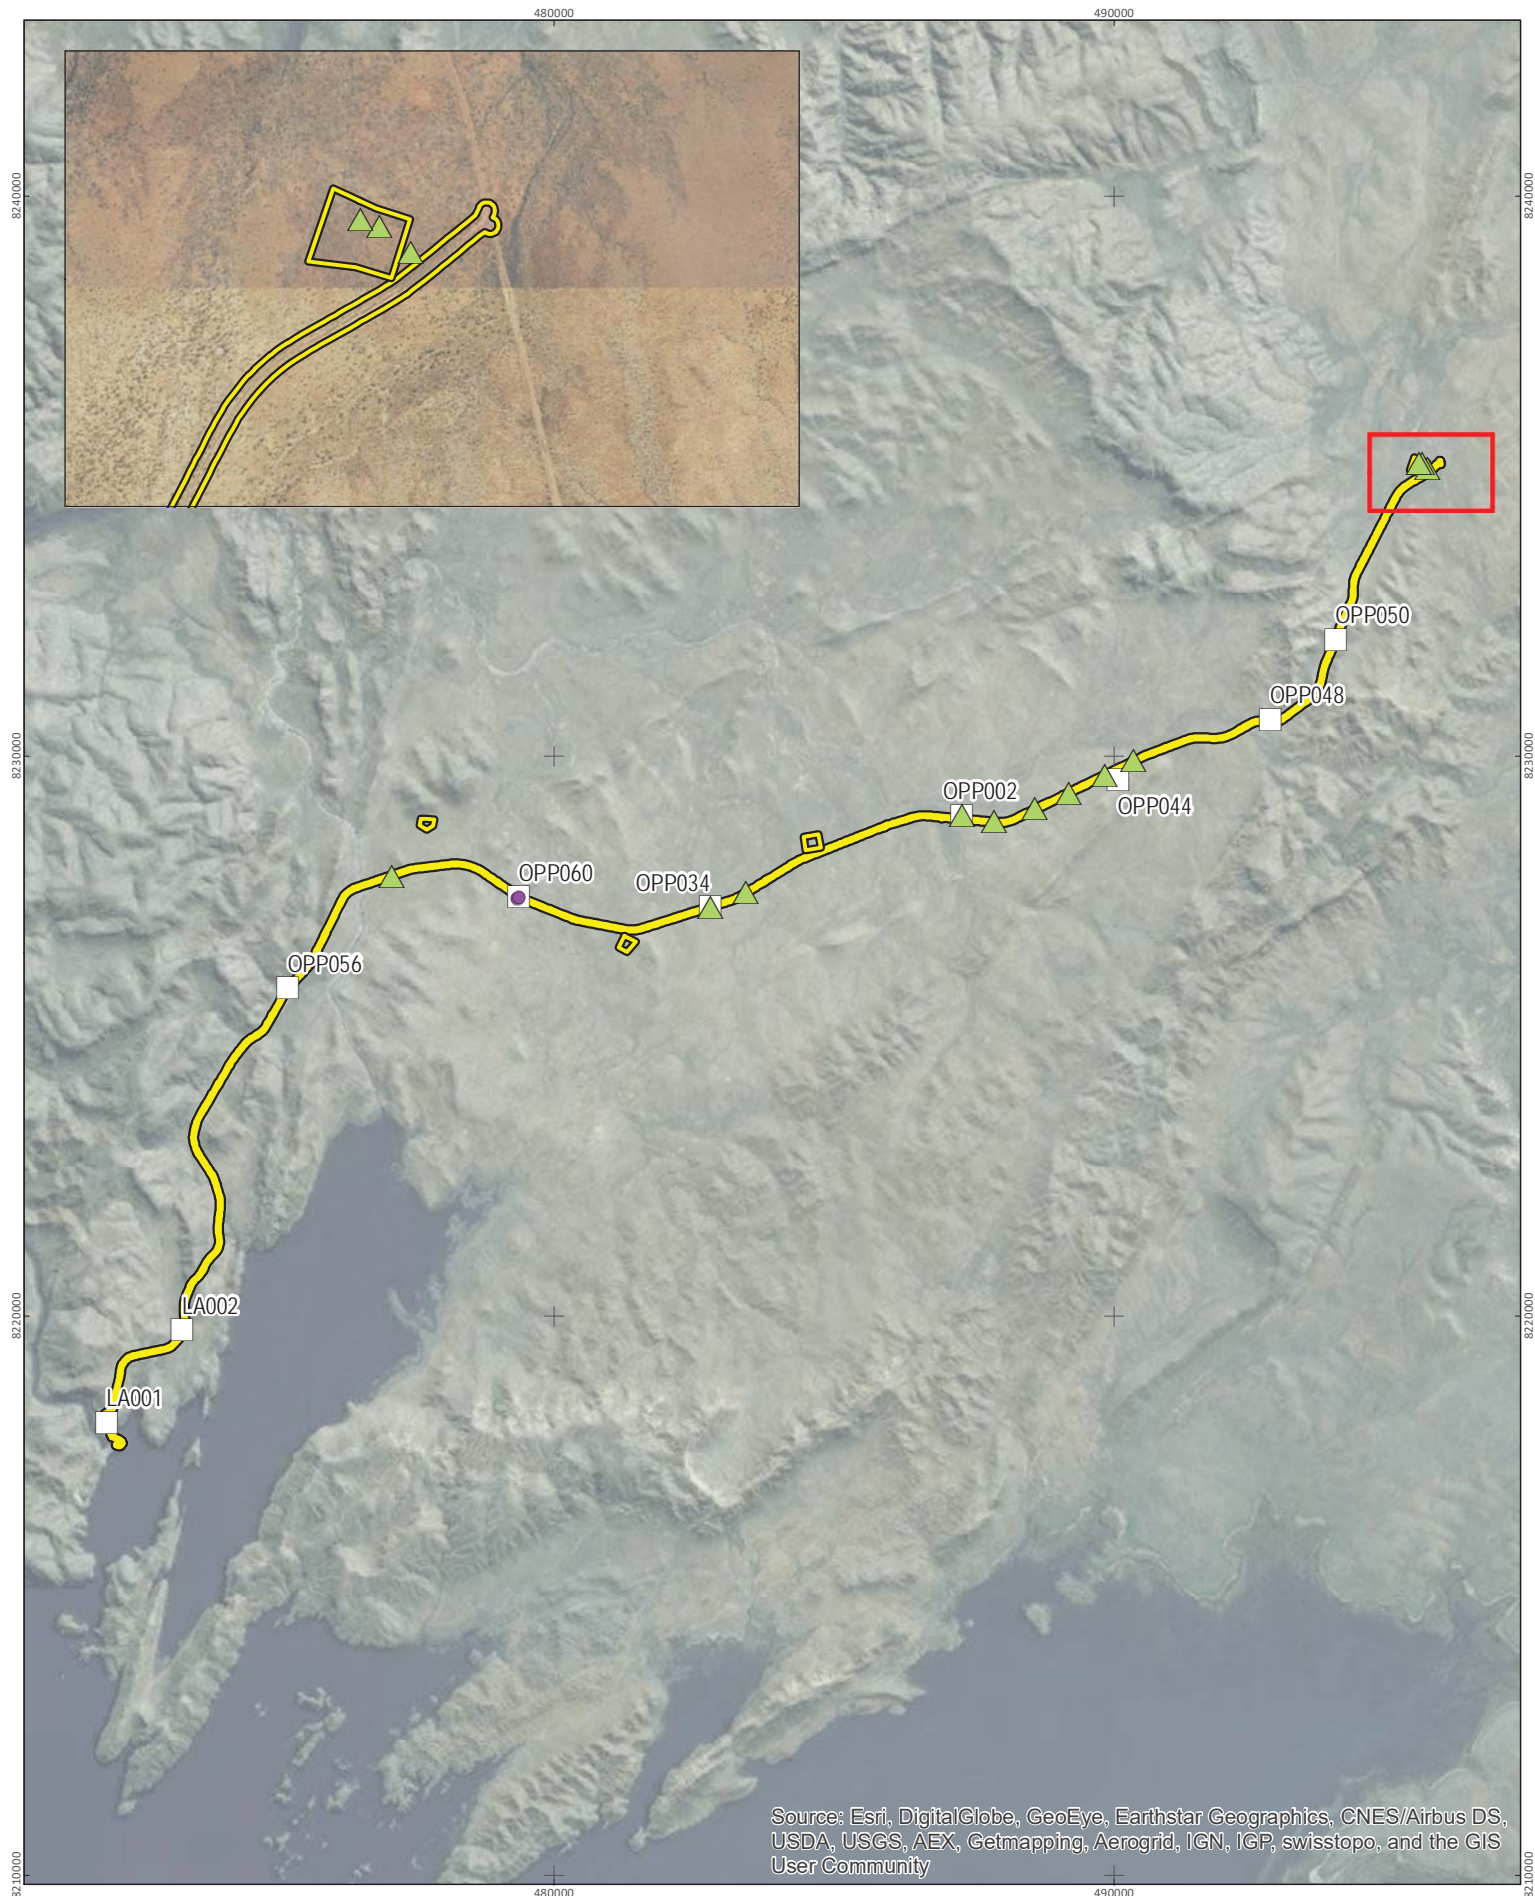 480000
490000
8240000
8240000
OPP050
OPP048
8230000
8230000
OPP002
OPP044
OPP060
OPP034
OPP056
LA002
8220000
8220000
LA001
Source: Esri, DigitalGlobe, GeoEye, Earthstar Geographics, CNES/Airbus DS,
USDA, USGS, AEX, Getmapping, Aerogrid, IGN, IGP, swisstopo, and the GIS
User Community
8210000
8210000
480000
490000